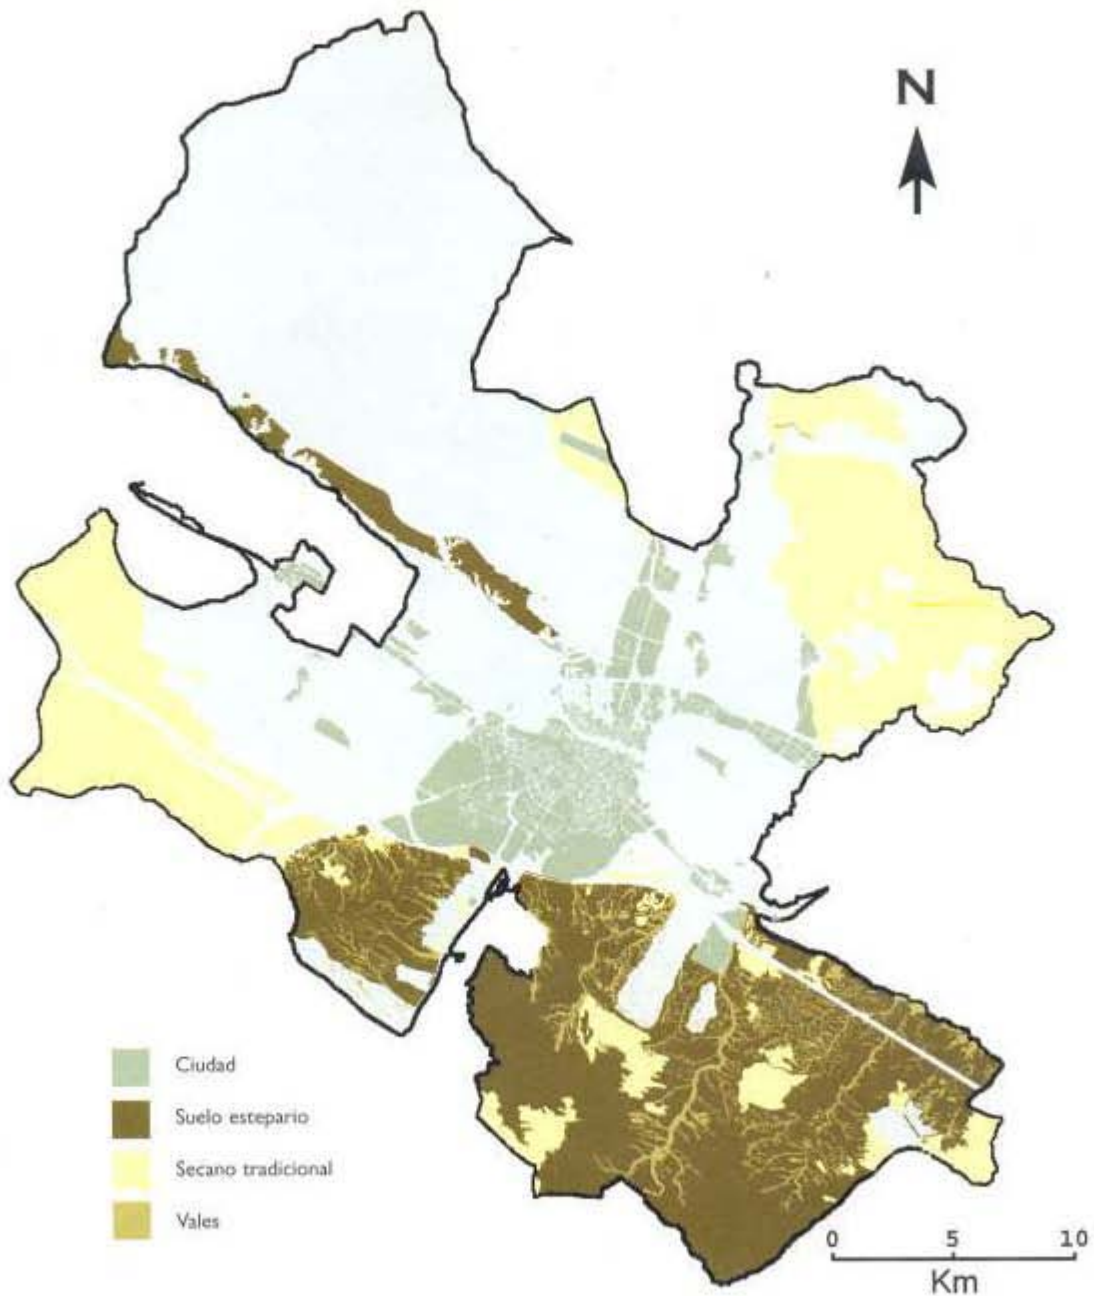 N
Ciudad
Suelo estepario
Secano tradicional
Vales
0 5 10
Km